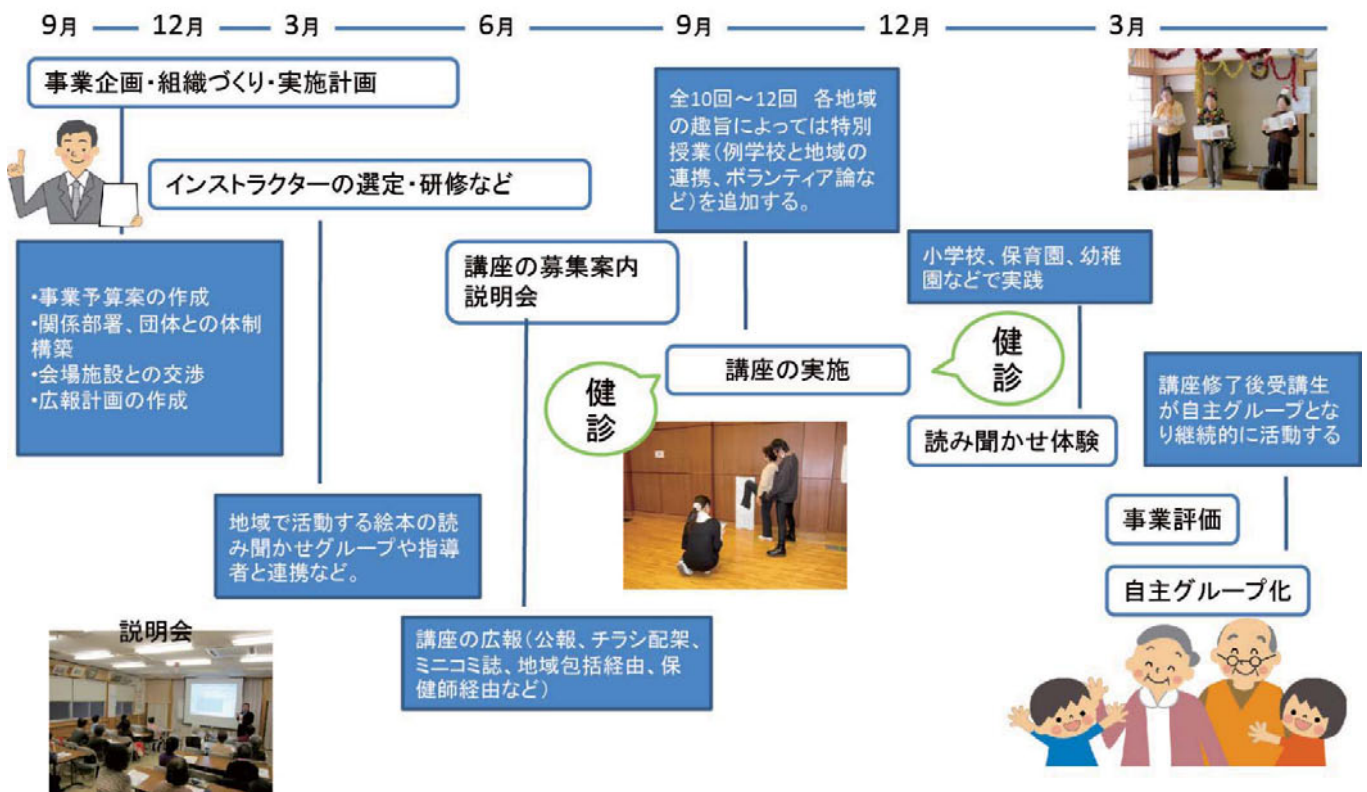 9月 12月 3月 6月 9月 12月 3月
事業企画・組織づくり・実施計画
インストラクターの選定・研修など
・事業予算案の作成
・関係部署、団体との体制
構築
・会場施設との交渉
・広報計画の作成
地域で活動する絵本の読
み聞かせグループや指導
者と連携など。
説明会
講座の募集案内
説明会
講座の広報(公報、チラシ配架、
ミニコミ誌、地域包括経由、保
健師経由など)
全10回～12回 各地域
の趣旨によっては特別
授業(例学校と地域の
連携、ボランティア論な
ど)を追加する。
健
診
講座の実施
健
診
小学校、保育園、幼稚
園などで実践
読み聞かせ体験
講座修了後受講生
が自主グループとな
り継続的に活動する
事業評価
自主グループ化